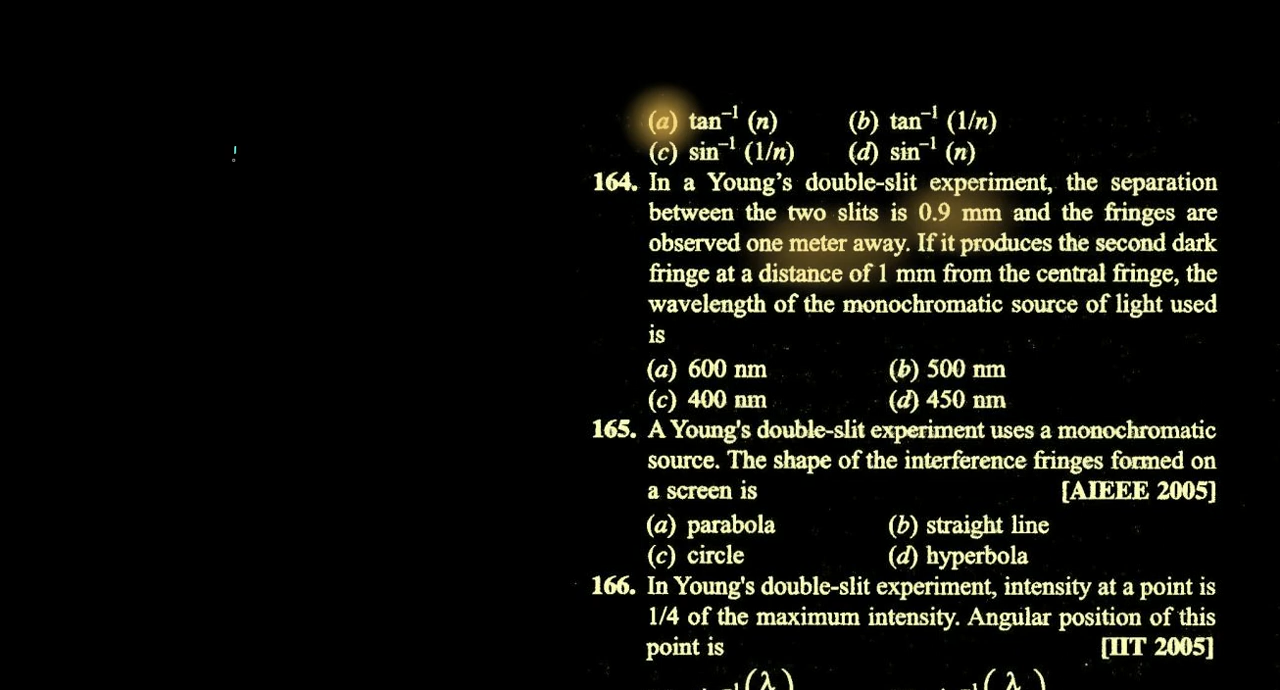 (a) tan⁻¹ (n) (b) tan⁻¹ (1/n)
(c) sin⁻¹ (1/n) (d) sin⁻¹ (n)
164. In a Young's double-slit experiment, the separation
between the two slits is 0.9 mm and the fringes are
observed one meter away. If it produces the second dark
fringe at a distance of 1 mm from the central fringe, the
wavelength of the monochromatic source of light used
is
(a) 600 nm (b) 500 nm
(c) 400 nm (d) 450 nm
165. A Young's double-slit experiment uses a monochromatic
source. The shape of the interference fringes formed on
a screen is [AIEEE 2005]
(a) parabola (b) straight line
(c) circle (d) hyperbola
166. In Young's double-slit experiment, intensity at a point is
1/4 of the maximum intensity. Angular position of this
point is [IIT 2005]